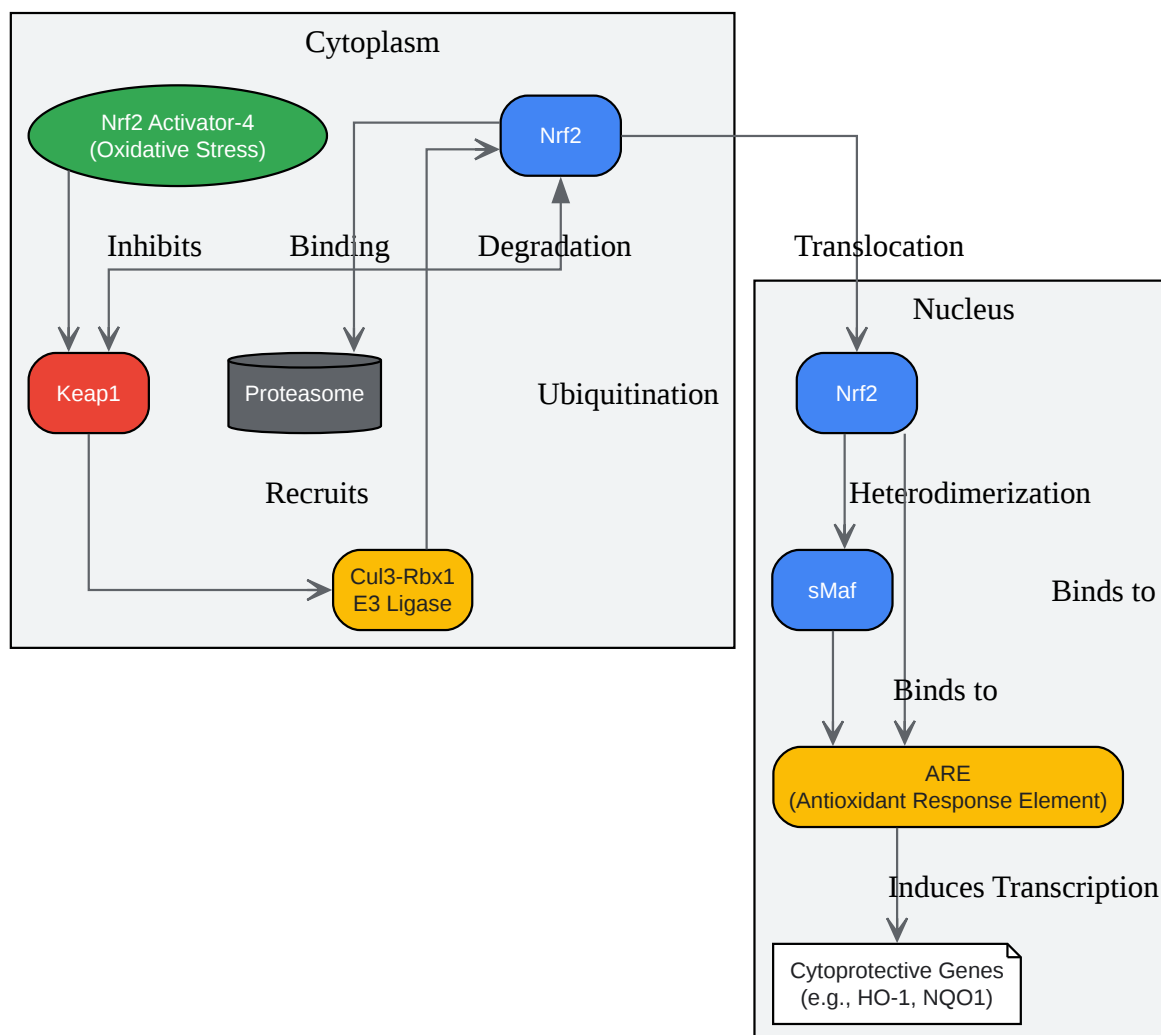 Cytoplasm
Nrf2 Activator-4
(Oxidative Stress)
Nrf2
Inhibits
Binding
Degradation
Translocation
Nucleus
Keap1
Proteasome
Ubiquitination
Nrf2
Recruits
Heterodimerization
Cul3-Rbx1
E3 Ligase
sMaf
Binds to
Binds to
ARE
(Antioxidant Response Element)
Induces Transcription
Cytoprotective Genes
(e.g., HO-1, NQO1)